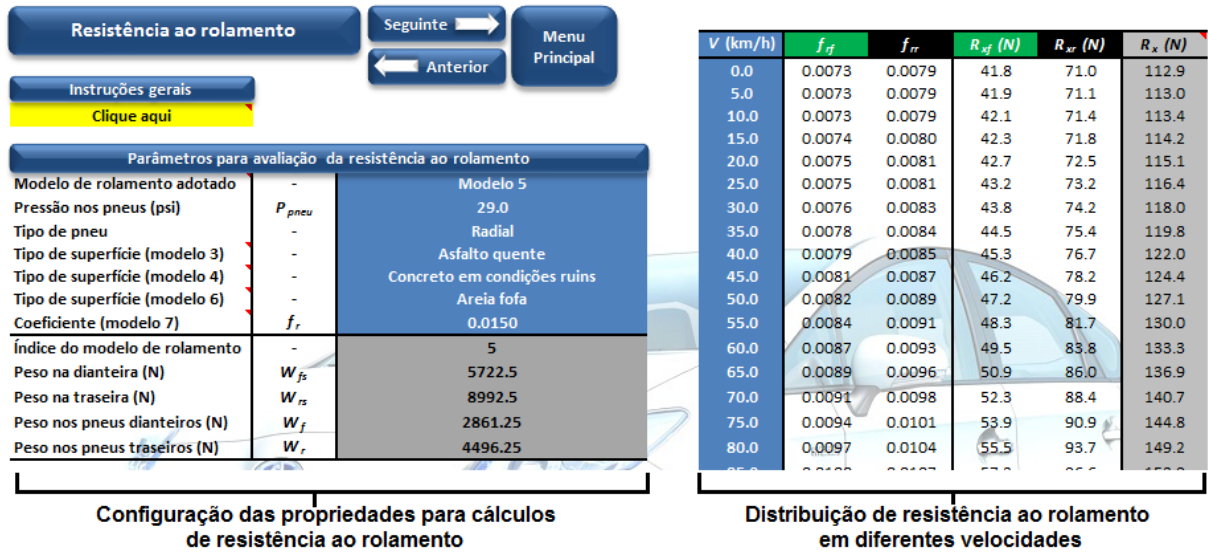 Resistência ao rolamento
Seguinte
Anterior
Menu
Principal
Instruções gerais
Clique aqui
Parâmetros para avaliação da resistência ao rolamento
Modelo de rolamento adotado - Modelo 5
Pressão nos pneus (psi) P pneu 29.0
Tipo de pneu - Radial
Tipo de superfície (modelo 3) - Asfalto quente
Tipo de superfície (modelo 4) - Concreto em condições ruins
Tipo de superfície (modelo 6) - Areia fofa
Coeficiente (modelo 7) f r 0.0150
Índice do modelo de rolamento - 5
Peso na dianteira (N) W fs 5722.5
Peso na traseira (N) W rs 8992.5
Peso nos pneus dianteiros (N) W f 2861.25
Peso nos pneus traseiros (N) W r 4496.25
Configuração das propriedades para cálculos
de resistência ao rolamento
V (km/h) f rf f rr R xf (N) R xr (N) R x (N)
0.0 0.0073 0.0079 41.8 71.0 112.9
5.0 0.0073 0.0079 41.9 71.1 113.0
10.0 0.0073 0.0079 42.1 71.4 113.4
15.0 0.0074 0.0080 42.3 71.8 114.2
20.0 0.0075 0.0081 42.7 72.5 115.1
25.0 0.0075 0.0081 43.2 73.2 116.4
30.0 0.0076 0.0083 43.8 74.2 118.0
35.0 0.0078 0.0084 44.5 75.4 119.8
40.0 0.0079 0.0085 45.3 76.7 122.0
45.0 0.0081 0.0087 46.2 78.2 124.4
50.0 0.0082 0.0089 47.2 79.9 127.1
55.0 0.0084 0.0091 48.3 81.7 130.0
60.0 0.0087 0.0093 49.5 83.8 133.3
65.0 0.0089 0.0096 50.9 86.0 136.9
70.0 0.0091 0.0098 52.3 88.4 140.7
75.0 0.0094 0.0101 53.9 90.9 144.8
80.0 0.0097 0.0104 55.5 93.7 149.2
Distribuição de resistência ao rolamento
em diferentes velocidades